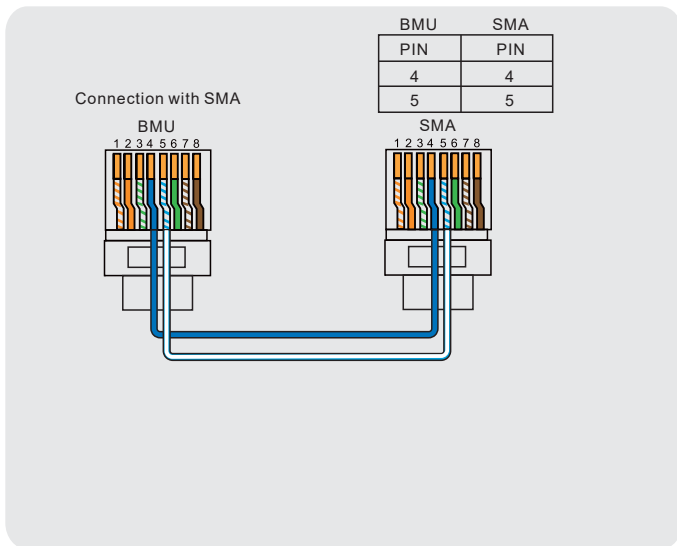 BMU SMA
PIN PIN
4 4
5 5
Connection with SMA
BMU
1 2 3 4 5 6 7 8
SMA
1 2 3 4 5 6 7 8